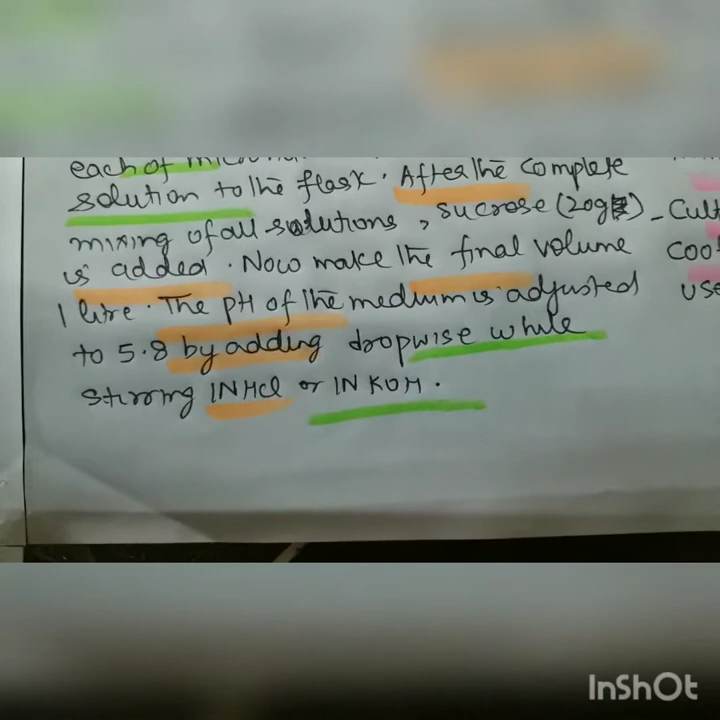 each of
solution to the flask. After the complete
mixing of all solutions, sucrose (20g) - Cult
is added. Now make the final volume
1 litre. The pH of the medium is adjusted
to 5.8 by adding dropwise while
stirring 1N HCl or 1N KOH.
coo
use
InShOt